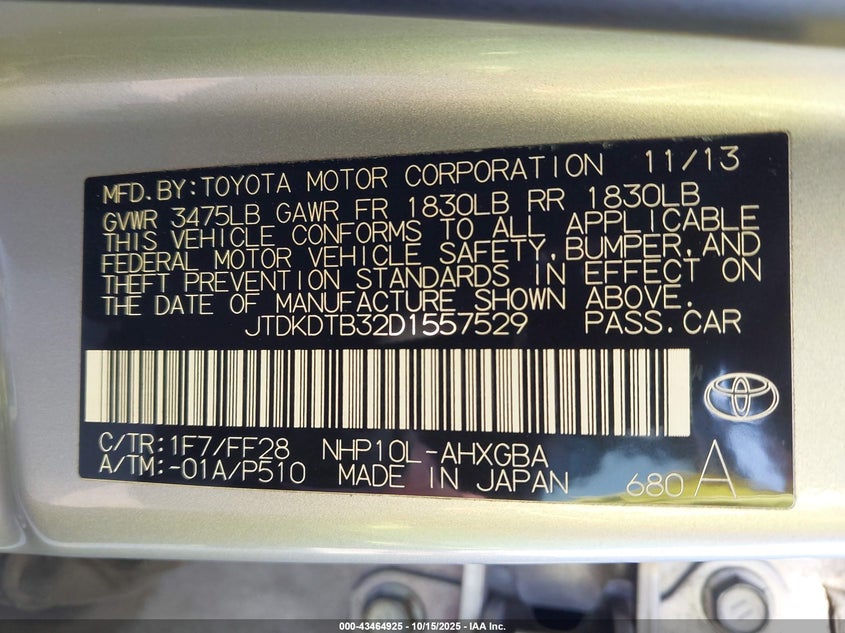 MFD.BY:TOYOTA MOTOR CORPORATION 11/13
GVWR 3475LB GAWR FR 1830LB RR 1830LB
THIS VEHICLE CONFORMS TO ALL APPLICABLE
FEDERAL MOTOR VEHICLE SAFETY,BUMPER,AND
THEFT PREVENTION STANDARDS IN EFFECT ON
THE DATE OF MANUFACTURE SHOWN ABOVE.
JTDKDTB32D1557529 PASS.CAR
C/TR:1F7/FF28 NHP10L-AHXGBA
A/TM:-01A/P510 MADE IN JAPAN 680 A
000-43464925 - 10/15/2025 - IAA Inc.